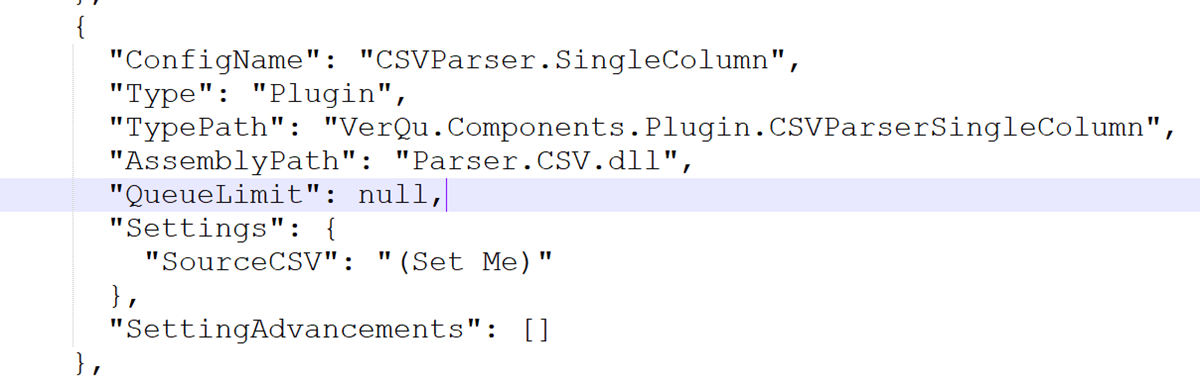 },
{
"ConfigName": "CSVParser.SingleColumn",
"Type": "Plugin",
"TypePath": "VerQu.Components.Plugin.CSVParserSingleColumn",
"AssemblyPath": "Parser.CSV.dll",
"QueueLimit": null,
"Settings": {
"SourceCSV": "(Set Me)"
},
"SettingAdvancements": []
},